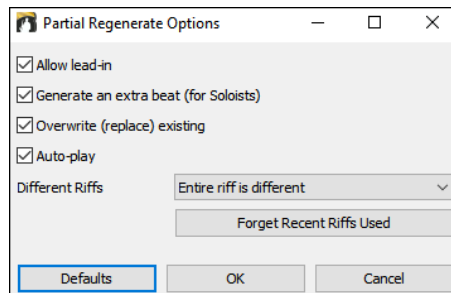 Partial Regenerate Options
Allow lead-in
Generate an extra beat (for Soloists)
Overwrite (replace) existing
Auto-play
Different Riffs Entire riff is different
Forget Recent Riffs Used
Defaults OK Cancel